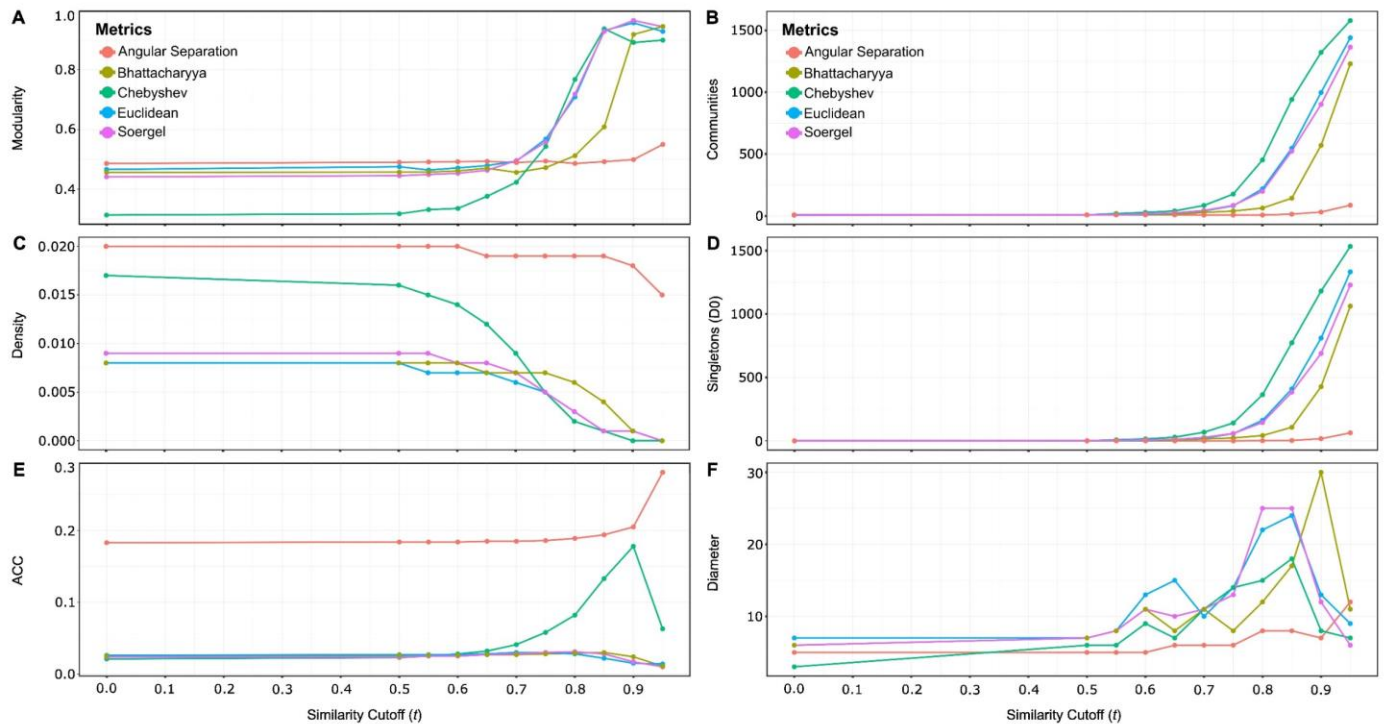 A
Metrics
Angular Separation
Bhattacharyya
Chebyshev
Euclidean
Soergel
Modularity
1.0
0.8
0.6
0.4
B
Metrics
Angular Separation
Bhattacharyya
Chebyshev
Euclidean
Soergel
Communities
1500
1000
500
0
C
Density
0.020
0.015
0.010
0.005
0.000
D
Singletons (D0)
1500
1000
500
0
E
ACC
0.3
0.2
0.1
0.0
0.0 0.1 0.2 0.3 0.4 0.5 0.6 0.7 0.8 0.9
Similarity Cutoff (t)
F
Diameter
30
20
10
0.0 0.1 0.2 0.3 0.4 0.5 0.6 0.7 0.8 0.9
Similarity Cutoff (t)